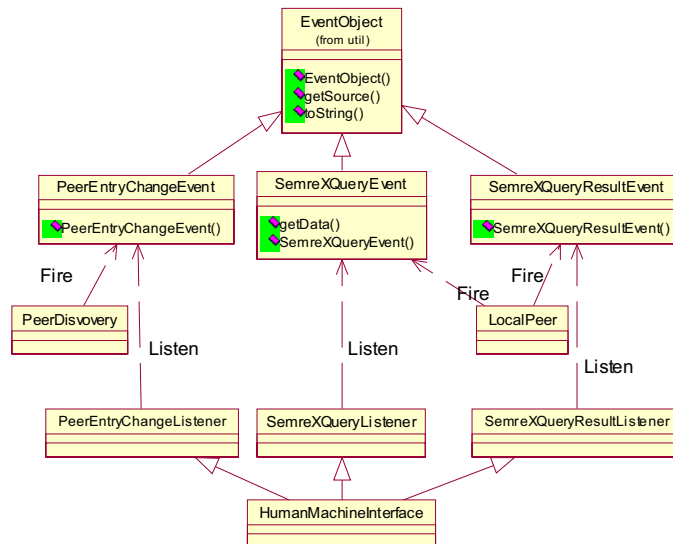 EventObject
(from util)
EventObject()
getSource()
toString()
PeerEntryChangeEvent
PeerEntryChangeEvent()
SemreXQueryEvent
getData()
SemreXQueryEvent()
SemreXQueryResultEvent
SemreXQueryResultEvent()
Fire
Fire
Fire
PeerDisvovery
LocalPeer
Listen
Listen
Listen
PeerEntryChangeListener
SemreXQueryListener
SemreXQueryResultListener
HumanMachineInterface